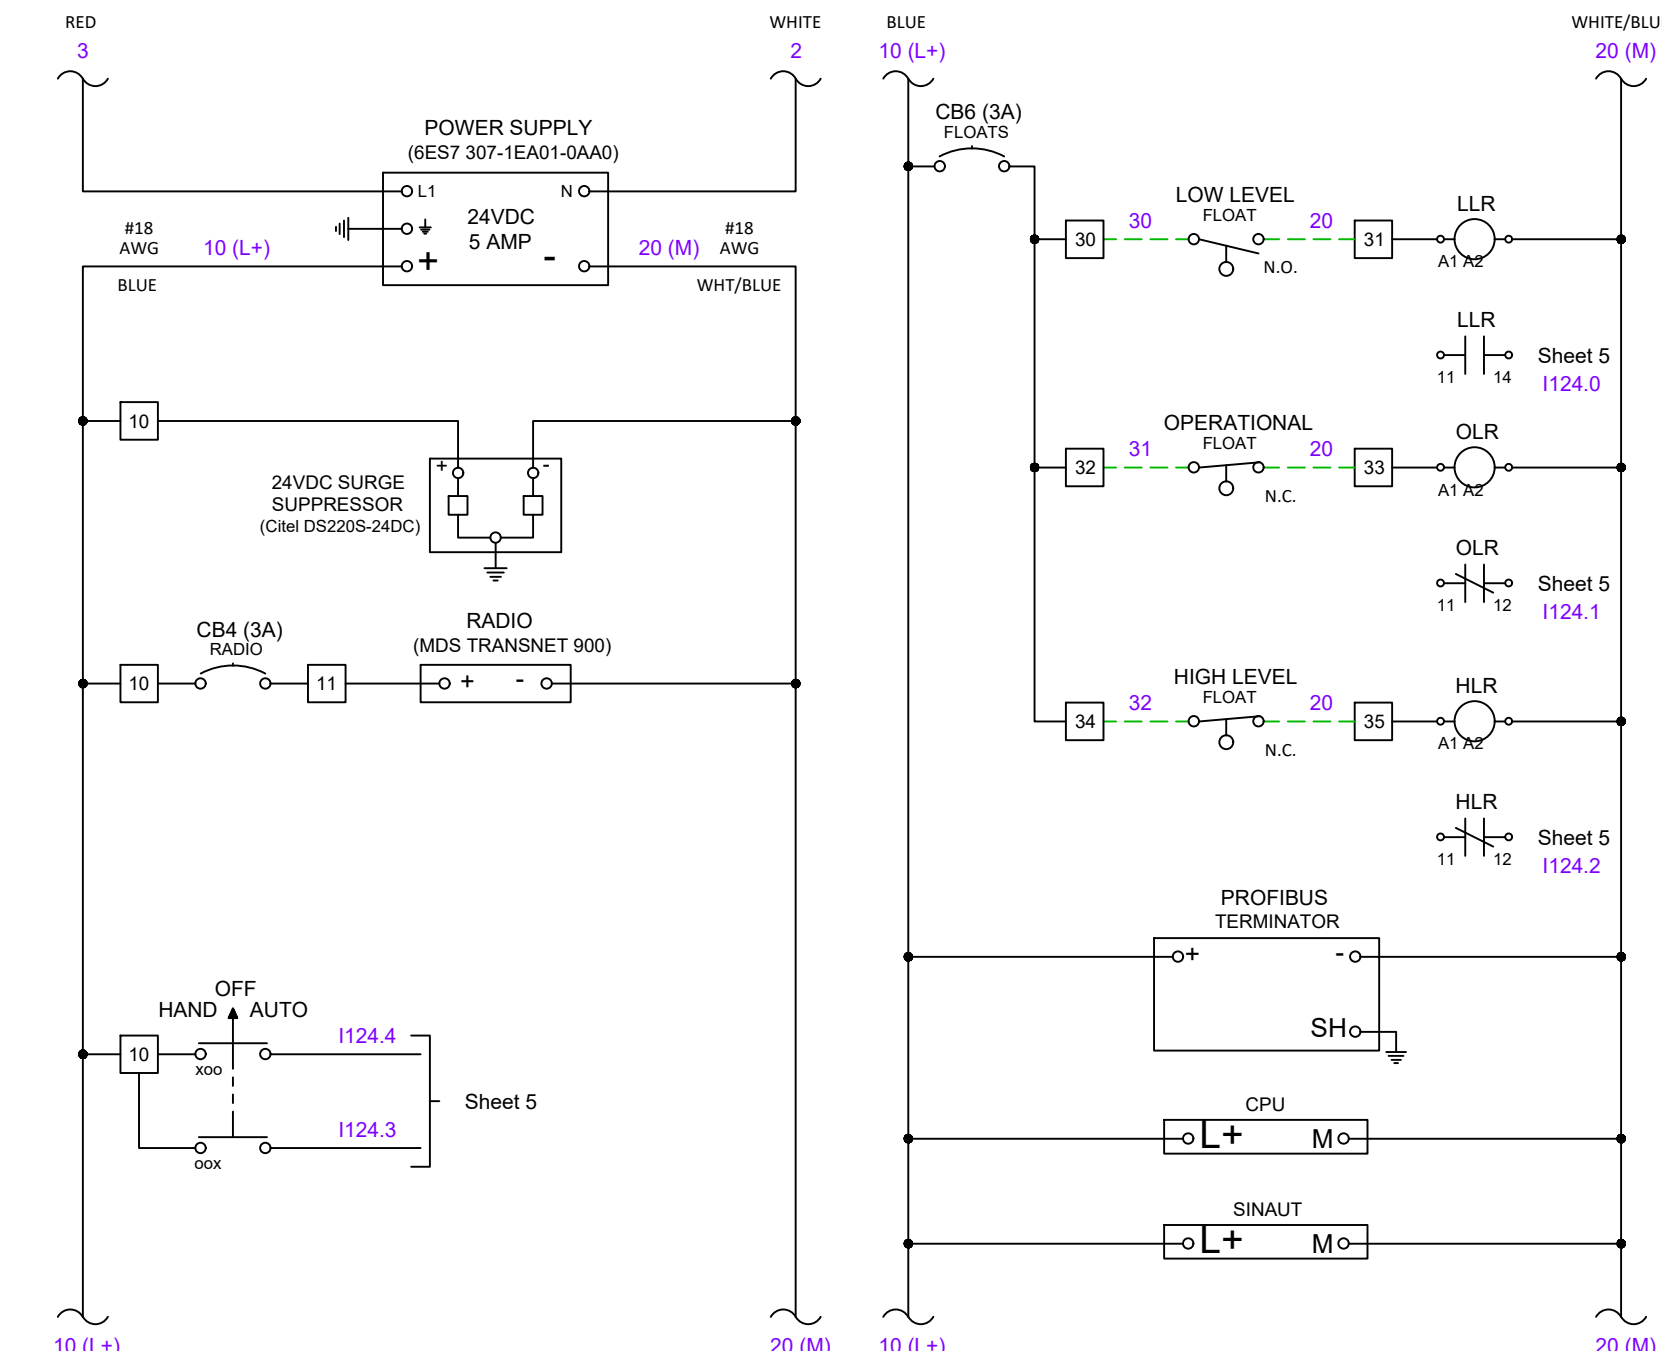 RED
3
WHITE
2
POWER SUPPLY
(6ES7 307-1EA01-0AA0)
L1
N
24VDC
5 AMP
+
-
#18
AWG
10 (L+)
BLUE
20 (M)
#18
AWG
WHT/BLUE
10
+
-
24VDC SURGE
SUPPRESSOR
(Citel DS220S-24DC)
CB4 (3A)
RADIO
10
11
RADIO
(MDS TRANSNET 900)
+ -
OFF
HAND
AUTO
10
xoo
I124.4
oox
I124.3
Sheet 5
10 (L+)
20 (M)
BLUE
10 (L+)
WHITE/BLU
20 (M)
CB6 (3A)
FLOATS
LOW LEVEL
FLOAT
30
30
20
31
N.O.
LLR
A1 A2
LLR
11 14
Sheet 5
I124.0
OPERATIONAL
FLOAT
32
31
20
33
N.C.
OLR
A1 A2
OLR
11 12
Sheet 5
I124.1
HIGH LEVEL
FLOAT
34
32
20
35
N.C.
HLR
A1 A2
HLR
11 12
Sheet 5
I124.2
PROFIBUS
TERMINATOR
+ -
SH
CPU
L+ M
SINAUT
L+ M
10 (L+)
20 (M)